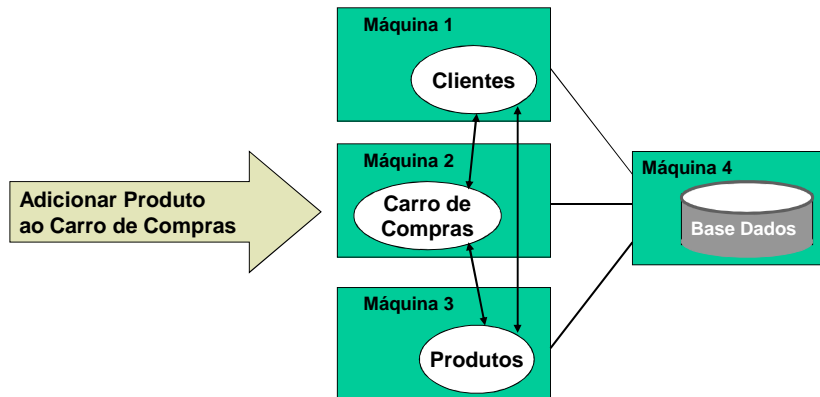 Máquina 1
Clientes
Adicionar Produto
ao Carro de Compras
Máquina 2
Carro de
Compras
Máquina 4
Base Dados
Máquina 3
Produtos